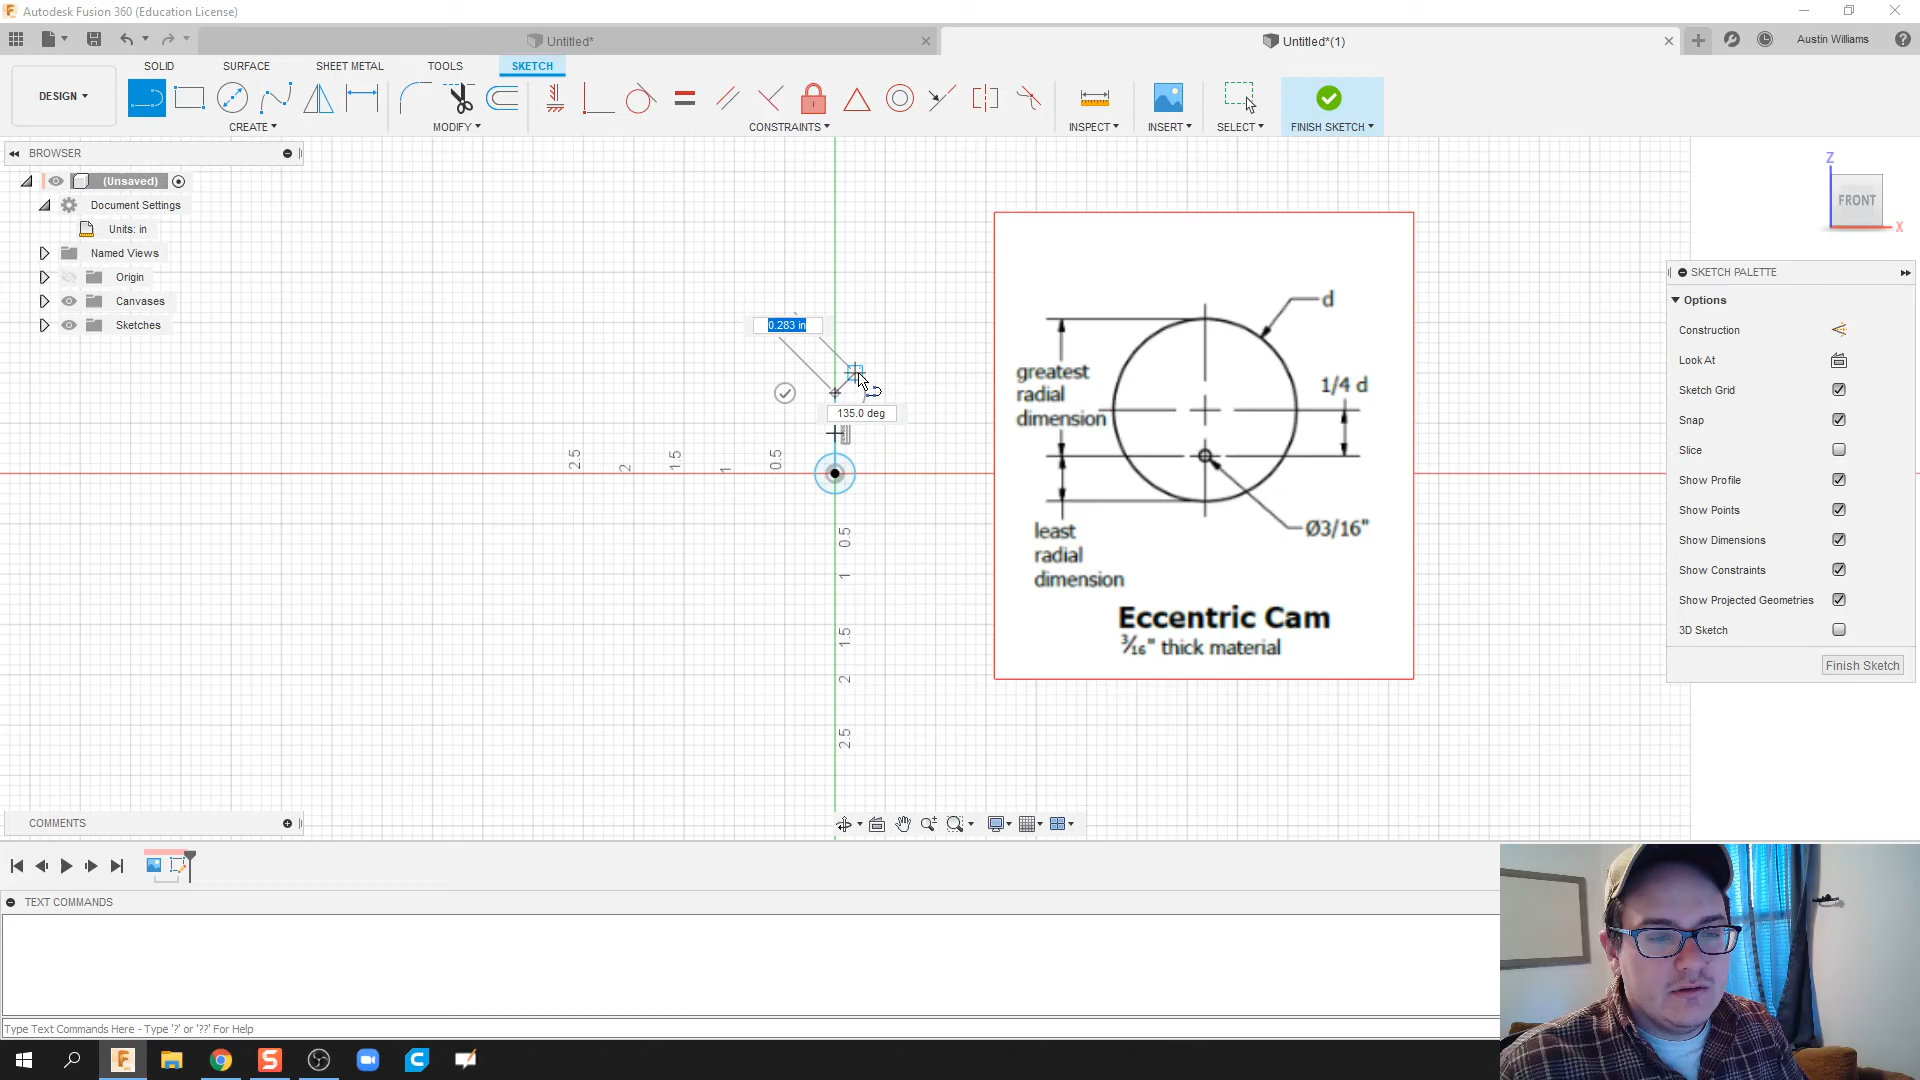 Autodesk Fusion 360 (Education License)
Untitled*
Untitled*(1)
Austin Williams
SOLID
SURFACE
SHEET METAL
TOOLS
SKETCH
DESIGN
CREATE
MODIFY
CONSTRAINTS
INSPECT
INSERT
SELECT
FINISH SKETCH
BROWSER
(Unsaved)
Document Settings
Units: in
Named Views
Origin
Canvases
Sketches
Z
FRONT
X
0.283 in
135.0 deg
2.5
2
1.5
1
0.5
0.5
1
1.5
2
2.5
d
greatest
radial
dimension
1/4 d
Ø3/16"
least
radial
dimension
Eccentric Cam
3/16" thick material
SKETCH PALETTE
Options
Construction
Look At
Sketch Grid
Snap
Slice
Show Profile
Show Points
Show Dimensions
Show Constraints
Show Projected Geometries
3D Sketch
Finish Sketch
COMMENTS
TEXT COMMANDS
Type Text Commands Here - Type '?' or '??' For Help